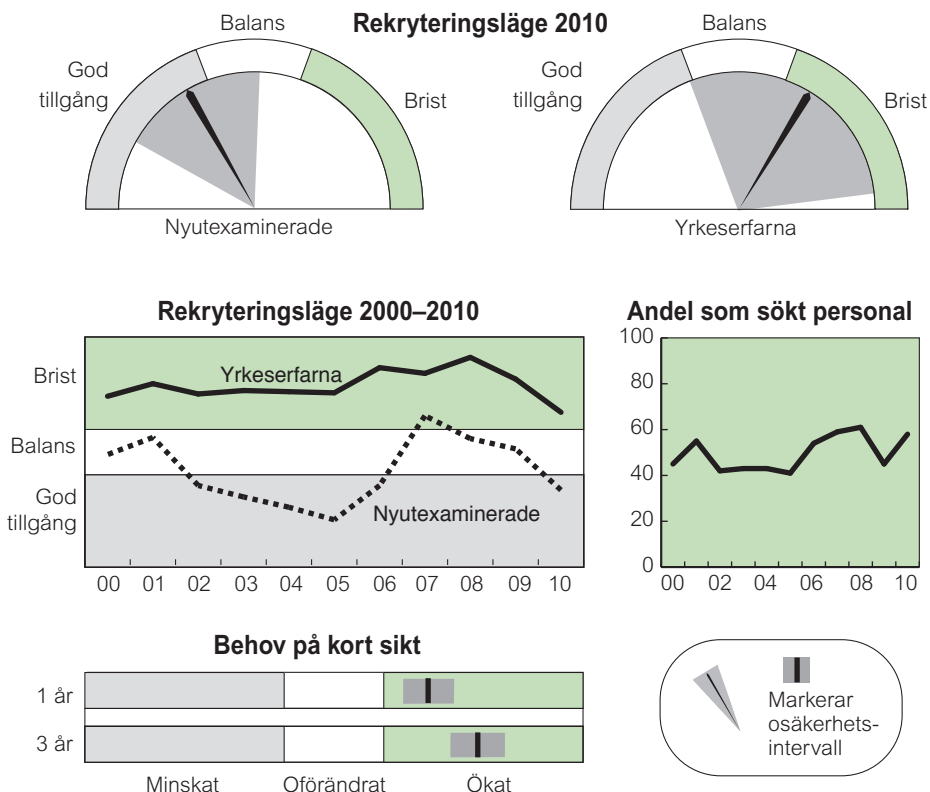 Rekryteringsläge 2010
Balans
God
tillgång
Brist
Nyutexaminerade
Balans
God
tillgång
Brist
Yrkeserfarna
Rekryteringsläge 2000–2010
Brist
Balans
God
tillgång
Yrkeserfarna
Nyutexaminerade
00 01 02 03 04 05 06 07 08 09 10
Andel som sökt personal
100
80
60
40
20
0
00 02 04 06 08 10
Behov på kort sikt
1 år
3 år
Minskat Oförändrat Ökat
Markerar
osäkerhets-
intervall